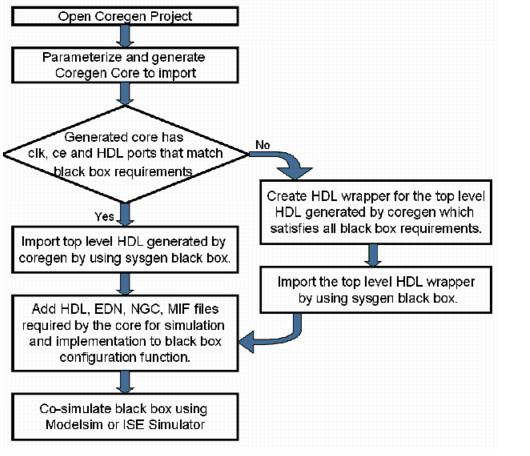 Open Coregen Project
Parameterize and generate
Coregen Core to import
Generated core has
clk, ce and HDL ports that match
black box requirements
No
Yes
Create HDL wrapper for the top level
HDL generated by coregen which
satisfies all black box requirements.
Import top level HDL generated by
coregen by using sysgen black box.
Import the top level HDL wrapper
by using sysgen black box.
Add HDL, EDN, NGC, MIF files
required by the core for simulation
and implementation to black box
configuration function.
Co-simulate black box using
Modelsim or ISE Simulator